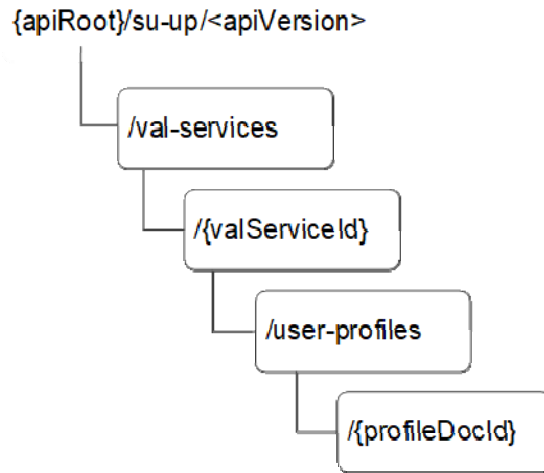 {apiRoot}/su-up/<apiVersion>
/val-services
/{valServiceId}
/user-profiles
/{profileDocId}